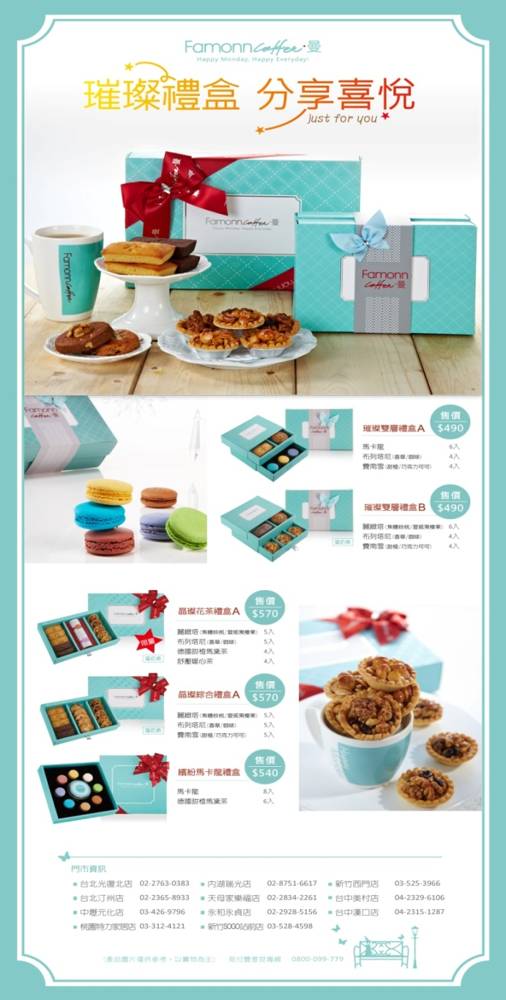 Famonn Coffee·曼
Happy Monday, Happy Everyday!
璀璨禮盒 分享喜悅
just for you
Famonn Coffee·曼
Happy Monday, Happy Everyday!
Famonn
Coffee·曼
Famonn Coffee
Famonn
Coffee·曼
璀璨雙層禮盒A
售價
$490
馬卡龍 6入
布列塔尼(香草/咖啡) 4入
費南雪(甜橙/巧克力可可) 4入
璀璨雙層禮盒B
售價
$490
麗緻塔(焦糖核桃/夏威夷榛果) 6入
布列塔尼(香草/咖啡) 4入
費南雪(甜橙/巧克力可可) 4入
蛋奶素
晶璨花茶禮盒A
售價
$570
麗緻塔(焦糖核桃/夏威夷榛果) 5入
布列塔尼(香草/咖啡) 5入
德國甜橙馬黛茶 4入
舒壓暖心茶 4入
限量
蛋奶素
晶璨綜合禮盒A
售價
$570
麗緻塔(焦糖核桃/夏威夷榛果) 5入
布列塔尼(香草/咖啡) 5入
費南雪(甜橙/巧克力可可) 5入
蛋奶素
繽紛馬卡龍禮盒
售價
$540
馬卡龍 8入
德國甜橙馬黛茶 6入
門市資訊
台北光復北店 02-2763-0383 內湖瑞光店 02-8751-6617 新竹西門店 03-525-3966
台北汀州店 02-2365-8933 天母家樂福店 02-2834-2261 台中美村店 04-2329-6106
中壢元化店 03-426-9796 永和永貞店 02-2928-5156 台中漢口店 04-2315-1287
桃園特力家居店 03-312-4121 新竹SOGO站前店 03-528-4598
(產品圖片僅供參考，以實物為主) 免付費意見專線 0800-099-779